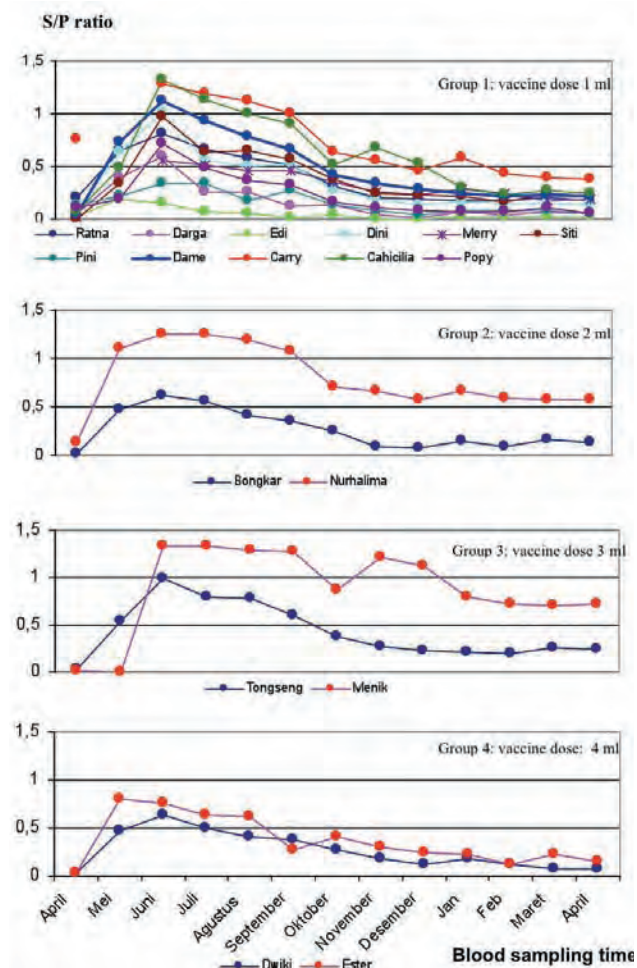 S/P ratio
1,5
Group 1: vaccine dose 1 ml
1
0,5
0
Ratna Darga Edi Dini Merry Siti
Pini Dame Carry Cahicilia Popy
1,5
Group 2: vaccine dose 2 ml
1
0,5
0
Bongkar Nurhalima
1,5
Group 3: vaccine dose 3 ml
1
0,5
0
Tongseng Menik
1,5
Group 4: vaccine dose: 4 ml
1
0,5
0
April Mei Juni Juli Agustus September Oktober November Desember Jan Feb Maret April
Dwiki Ester
Blood sampling time